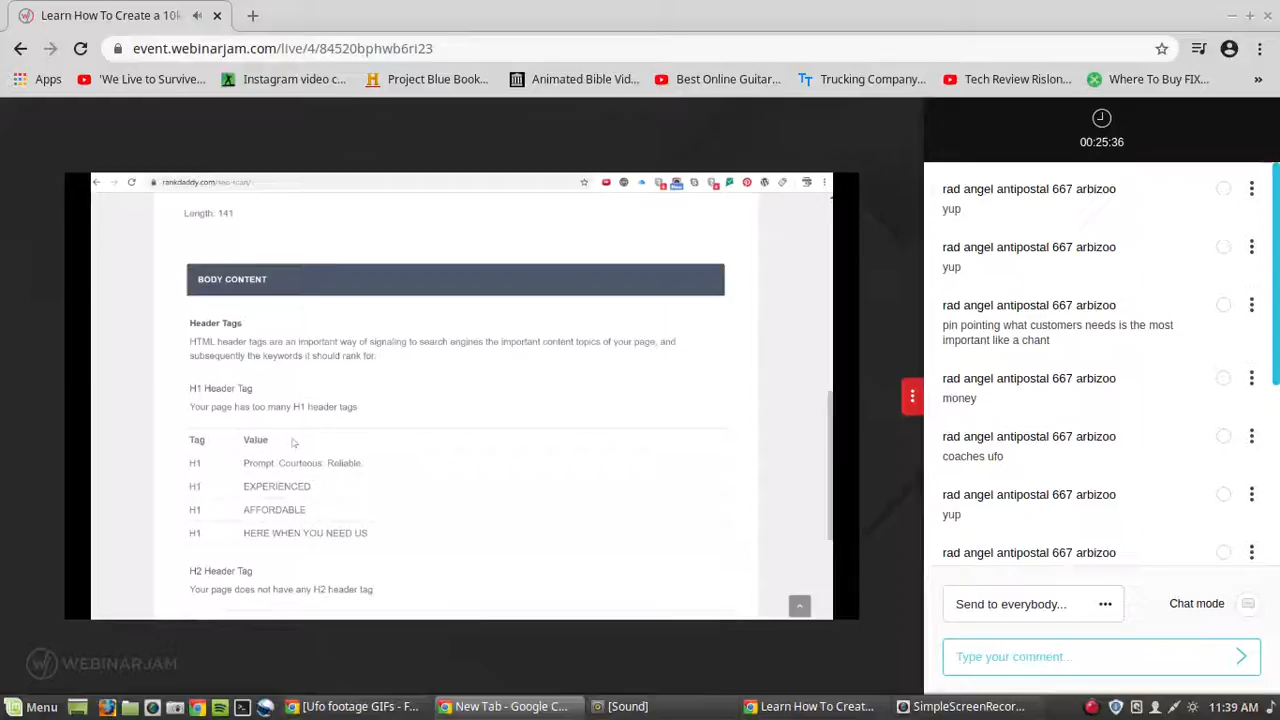 Learn How To Create a 10k
event.webinarjam.com/live/4/84520bphwb6ri23
Apps
'We Live to Survive...
Instagram video c...
Project Blue Book...
Animated Bible Vid...
Best Online Guitar...
Trucking Company...
Tech Review Rislon...
Where To Buy FIX...
»
00:25:36
rankdaddy.com/seo-scan/
Length: 141
BODY CONTENT
Header Tags
HTML header tags are an important way of signaling to search engines the important content topics of your page, and
subsequently the keywords it should rank for.
H1 Header Tag
Your page has too many H1 header tags
Tag Value
H1 Prompt. Courteous. Reliable.
H1 EXPERIENCED
H1 AFFORDABLE
H1 HERE WHEN YOU NEED US
H2 Header Tag
Your page does not have any H2 header tag
WEBINARJAM
rad angel antipostal 667 arbizoo
yup
rad angel antipostal 667 arbizoo
yup
rad angel antipostal 667 arbizoo
pin pointing what customers needs is the most
important like a chant
rad angel antipostal 667 arbizoo
money
rad angel antipostal 667 arbizoo
coaches ufo
rad angel antipostal 667 arbizoo
yup
rad angel antipostal 667 arbizoo
Send to everybody... Chat mode
Type your comment...
Menu
[Ufo footage GIFs - F...
New Tab - Google C...
[Sound]
Learn How To Create...
SimpleScreenRecor...
11:39 AM